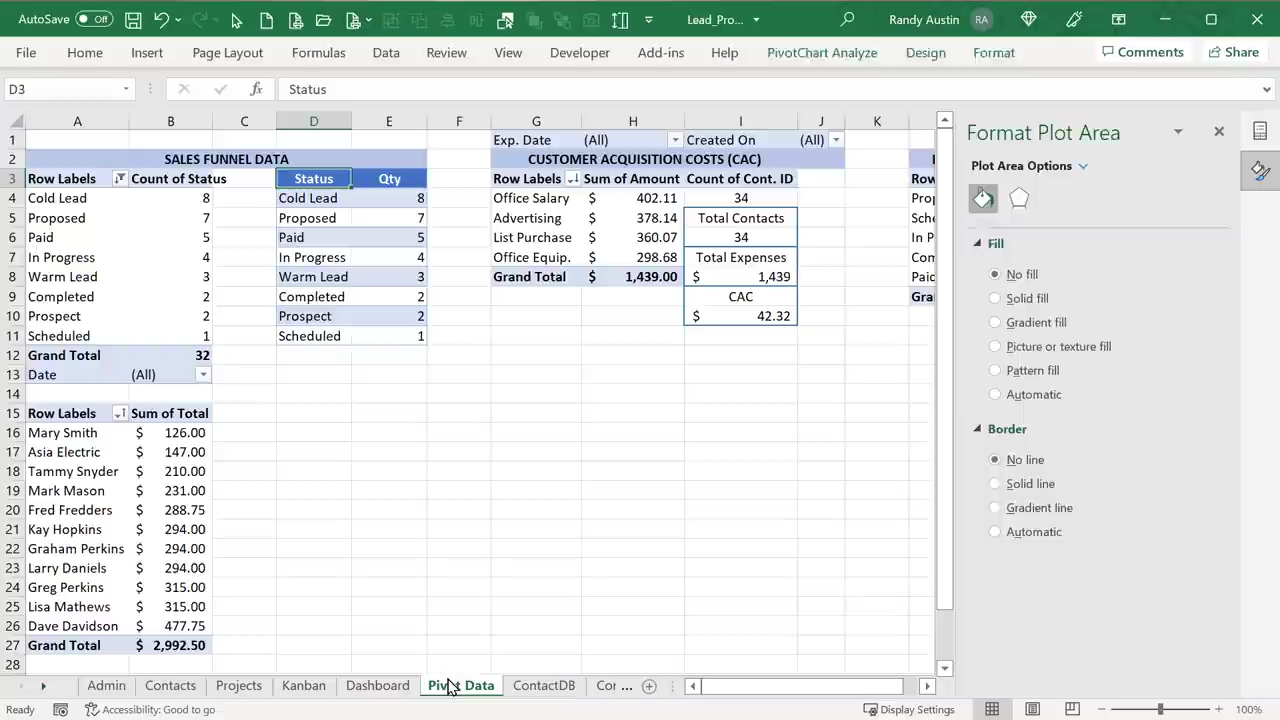 AutoSave Off Lead_Pro... Randy Austin RA
File Home Insert Page Layout Formulas Data Review View Developer Add-ins Help PivotChart Analyze Design Format Comments Share
D3 fx Status
A B C D E F G H I J K
1 Exp. Date (All) Created On (All)
2 SALES FUNNEL DATA CUSTOMER ACQUISITION COSTS (CAC)
3 Row Labels Count of Status Status Qty Row Labels Sum of Amount Count of Cont. ID Row
4 Cold Lead 8 Cold Lead 8 Office Salary $ 402.11 34 Prop
5 Proposed 7 Proposed 7 Advertising $ 378.14 Total Contacts Sche
6 Paid 5 Paid 5 List Purchase $ 360.07 34 In P
7 In Progress 4 In Progress 4 Office Equip. $ 298.68 Total Expenses Com
8 Warm Lead 3 Warm Lead 3 Grand Total $ 1,439.00 $ 1,439 Paid
9 Completed 2 Completed 2 CAC Gra
10 Prospect 2 Prospect 2 $ 42.32
11 Scheduled 1 Scheduled 1
12 Grand Total 32
13 Date (All)
14
15 Row Labels Sum of Total
16 Mary Smith $ 126.00
17 Asia Electric $ 147.00
18 Tammy Snyder $ 210.00
19 Mark Mason $ 231.00
20 Fred Fredders $ 288.75
21 Kay Hopkins $ 294.00
22 Graham Perkins $ 294.00
23 Larry Daniels $ 294.00
24 Greg Perkins $ 315.00
25 Lisa Mathews $ 315.00
26 Dave Davidson $ 477.75
27 Grand Total $ 2,992.50
28
Format Plot Area
Plot Area Options
Fill
No fill
Solid fill
Gradient fill
Picture or texture fill
Pattern fill
Automatic
Border
No line
Solid line
Gradient line
Automatic
Admin Contacts Projects Kanban Dashboard Pivot Data ContactDB Cor ...
Ready Accessibility: Good to go Display Settings 100%